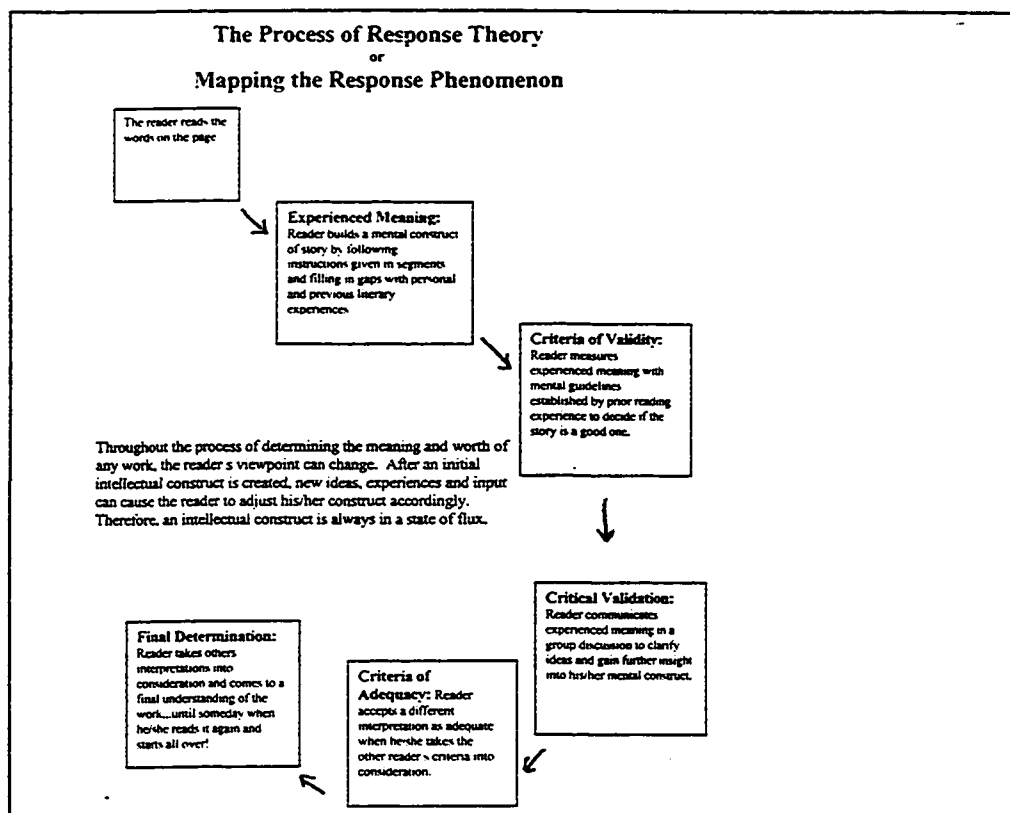 The Process of Response Theory
or
Mapping the Response Phenomenon
The reader reads the
words on the page
Experienced Meaning:
Reader builds a mental construct
of story by following
instructions given in segments
and filling in gaps with personal
and previous literary
experiences
Criteria of Validity:
Reader measures
experienced meaning with
mental guidelines
established by prior reading
experience to decide if the
story is a good one.
Throughout the process of determining the meaning and worth of
any work, the reader s viewpoint can change. After an initial
intellectual construct is created, new ideas, experiences and input
can cause the reader to adjust his/her construct accordingly.
Therefore, an intellectual construct is always in a state of flux.
Critical Validation:
Reader communicates
experienced meaning in a
group discussion to clarify
ideas and gain further insight
into his/her mental construct.
Criteria of
Adequacy: Reader
accepts a different
interpretation as adequate
when he/she takes the
other reader s criteria into
consideration.
Final Determination:
Reader takes others
interpretations into
consideration and comes to a
final understanding of the
work...until someday when
he/she reads it again and
starts all over!